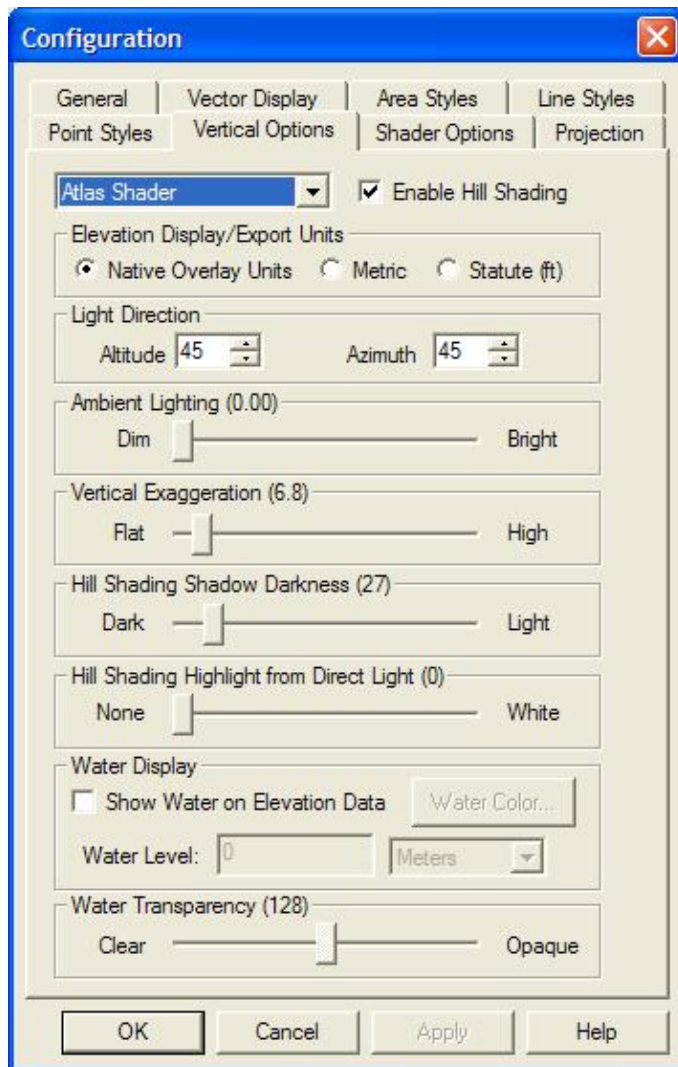 Configuration
General Vector Display Area Styles Line Styles
Point Styles Vertical Options Shader Options Projection
Atlas Shader Enable Hill Shading
Elevation Display/Export Units
Native Overlay Units Metric Statute (ft)
Light Direction
Altitude 45 Azimuth 45
Ambient Lighting (0.00)
Dim Bright
Vertical Exaggeration (6.8)
Flat High
Hill Shading Shadow Darkness (27)
Dark Light
Hill Shading Highlight from Direct Light (0)
None White
Water Display
Show Water on Elevation Data Water Color...
Water Level: 0 Meters
Water Transparency (128)
Clear Opaque
OK Cancel Apply Help